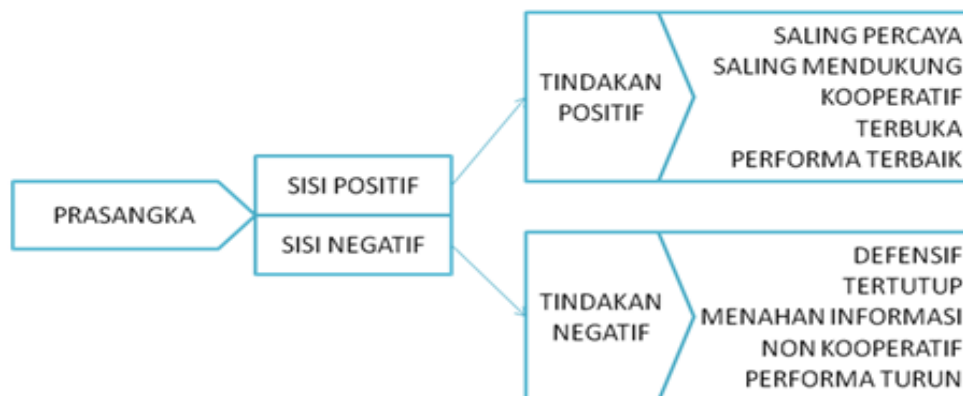 PRASANGKA
SISI POSITIF
SISI NEGATIF
TINDAKAN
POSITIF
SALING PERCAYA
SALING MENDUKUNG
KOOPERATIF
TERBUKA
PERFORMA TERBAIK
TINDAKAN
NEGATIF
DEFENSIF
TERTUTUP
MENAHAN INFORMASI
NON KOOPERATIF
PERFORMA TURUN